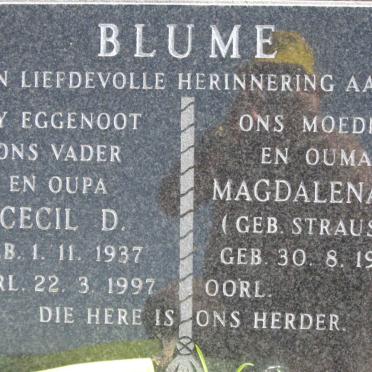 BLUME
N LIEFDEVOLLE HERINNERING AA
Y EGGENOOT
ONS VADER
EN OUPA
CECIL D.
B. 1. 11. 1937
RL. 22. 3. 1997
ONS MOED
EN OUMA
MAGDALENA
( GEB. STRAUS
GEB. 30. 8. 19
OORL.
DIE HERE IS ONS HERDER.